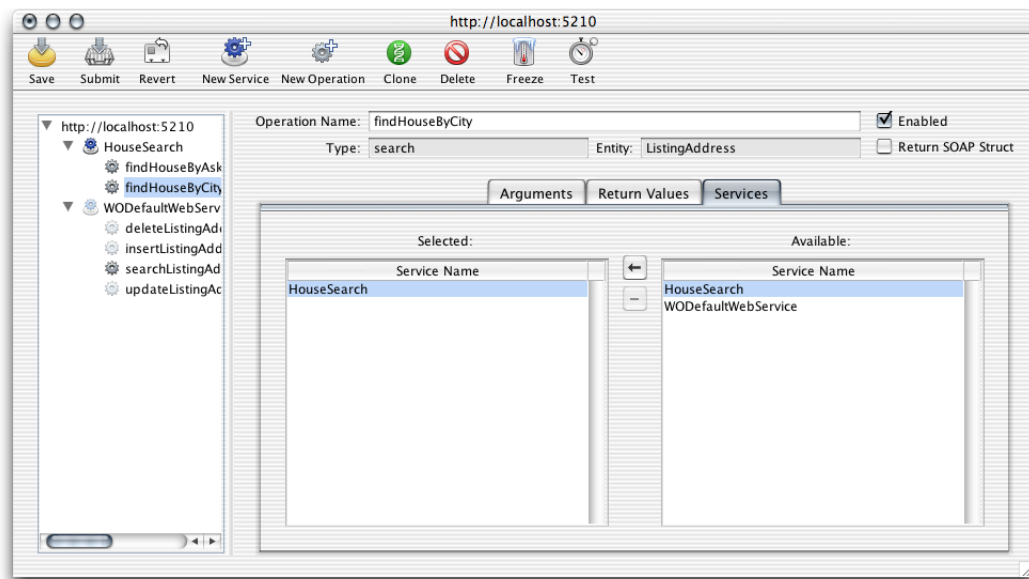 http://localhost:5210
Save Submit Revert New Service New Operation Clone Delete Freeze Test
http://localhost:5210
HouseSearch
findHouseByAsk
findHouseByCity
WODefaultWebServ
deleteListingAd
insertListingAdd
searchListingAd
updateListingAc
Operation Name: findHouseByCity Enabled
Type: search Entity: ListingAddress Return SOAP Struct
Arguments Return Values Services
Selected: Available:
Service Name Service Name
HouseSearch HouseSearch
WODefaultWebService